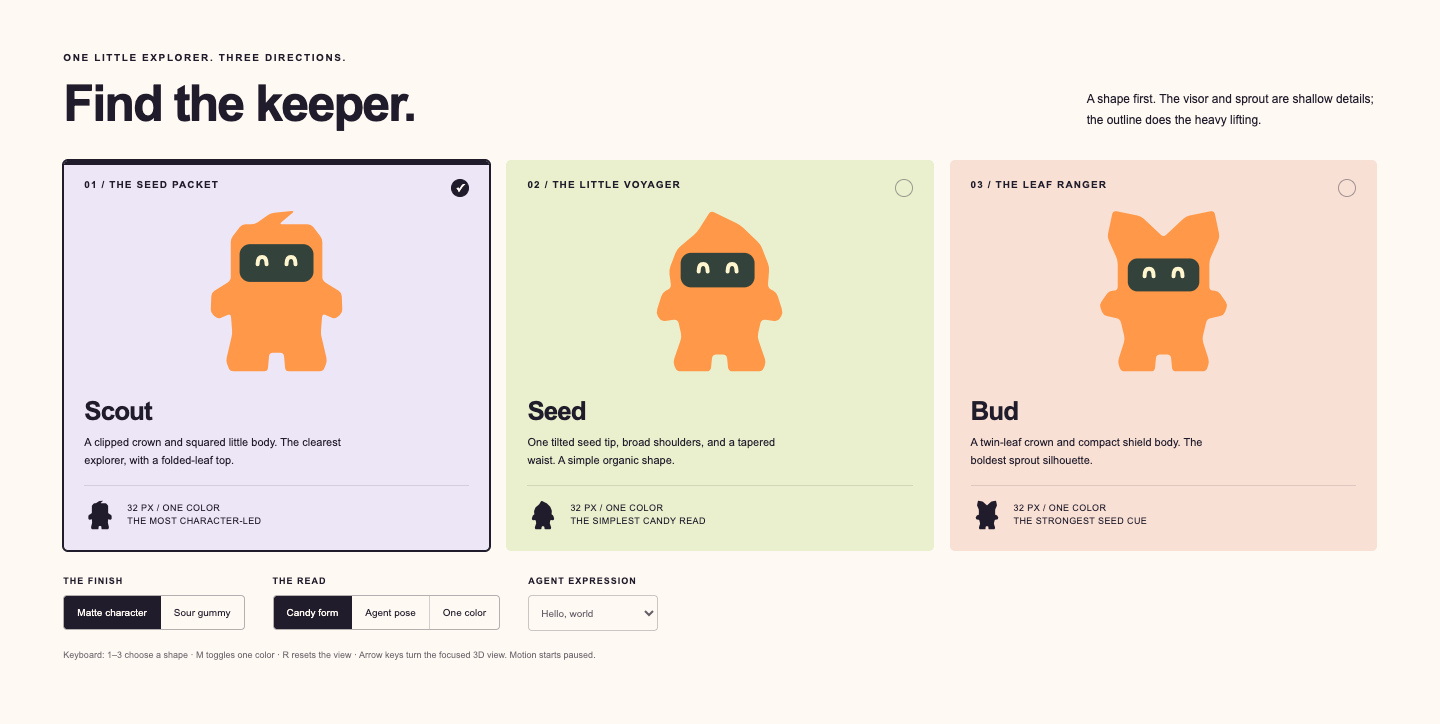 ONE LITTLE EXPLORER. THREE DIRECTIONS.
Find the keeper.
A shape first. The visor and sprout are shallow details;
the outline does the heavy lifting.
01 / THE SEED PACKET
Scout
A clipped crown and squared little body. The clearest
explorer, with a folded-leaf top.
32 PX / ONE COLOR
THE MOST CHARACTER-LED
02 / THE LITTLE VOYAGER
Seed
One tilted seed tip, broad shoulders, and a tapered
waist. A simple organic shape.
32 PX / ONE COLOR
THE SIMPLEST CANDY READ
03 / THE LEAF RANGER
Bud
A twin-leaf crown and compact shield body. The
boldest sprout silhouette.
32 PX / ONE COLOR
THE STRONGEST SEED CUE
THE FINISH
Matte character
Sour gummy
THE READ
Candy form
Agent pose
One color
AGENT EXPRESSION
Hello, world
Keyboard: 1–3 choose a shape · M toggles one color · R resets the view · Arrow keys turn the focused 3D view. Motion starts paused.